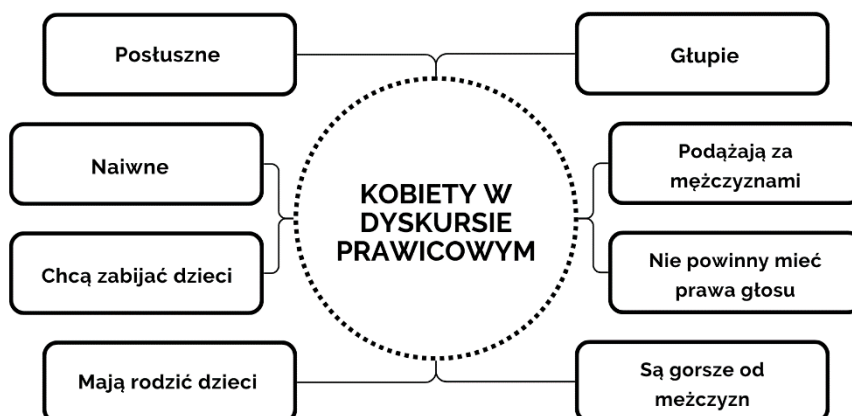 Posłuszne
Głupie
Naiwne
Podążają za
mężczyznami
KOBIETY W
DYSKURSIE
PRAWICOWYM
Chcą zabijać dzieci
Nie powinny mieć
prawa głosu
Mają rodzić dzieci
Są gorsze od
mężczyzn